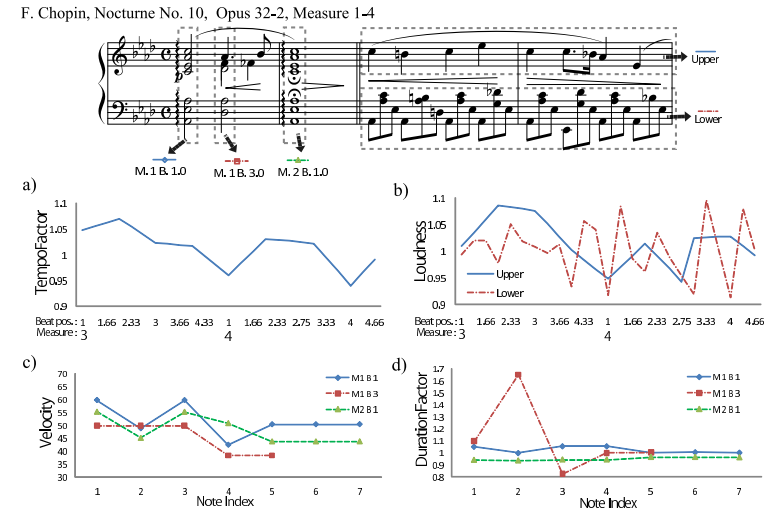 F. Chopin, Nocturne No. 10, Opus 32-2, Measure 1-4
Upper
Lower
M. 1 B. 1.0
M. 1 B. 3.0
M. 2 B. 1.0
a)
1.1
1.05
1
0.95
0.9
TempoFactor
Beat pos.: 1 1.66 2.33 3 3.66 4.33 1 1.66 2.33 2.75 3.33 4 4.66
Measure: 3 4
b)
1.1
1.05
1
0.95
0.9
Loudness
Upper
Lower
Beat pos.: 1 1.66 2.33 3 3.66 4.33 1 1.66 2.33 2.75 3.33 4 4.66
Measure: 3 4
c)
70
65
60
55
50
45
40
35
30
Velocity
M1 B1
M1 B3
M2 B1
1 2 3 4 5 6 7
Note Index
d)
1.7
1.6
1.5
1.4
1.3
1.2
1.1
1
0.9
0.8
DurationFactor
M1 B1
M1 B3
M2 B1
1 2 3 4 5 6 7
Note Index